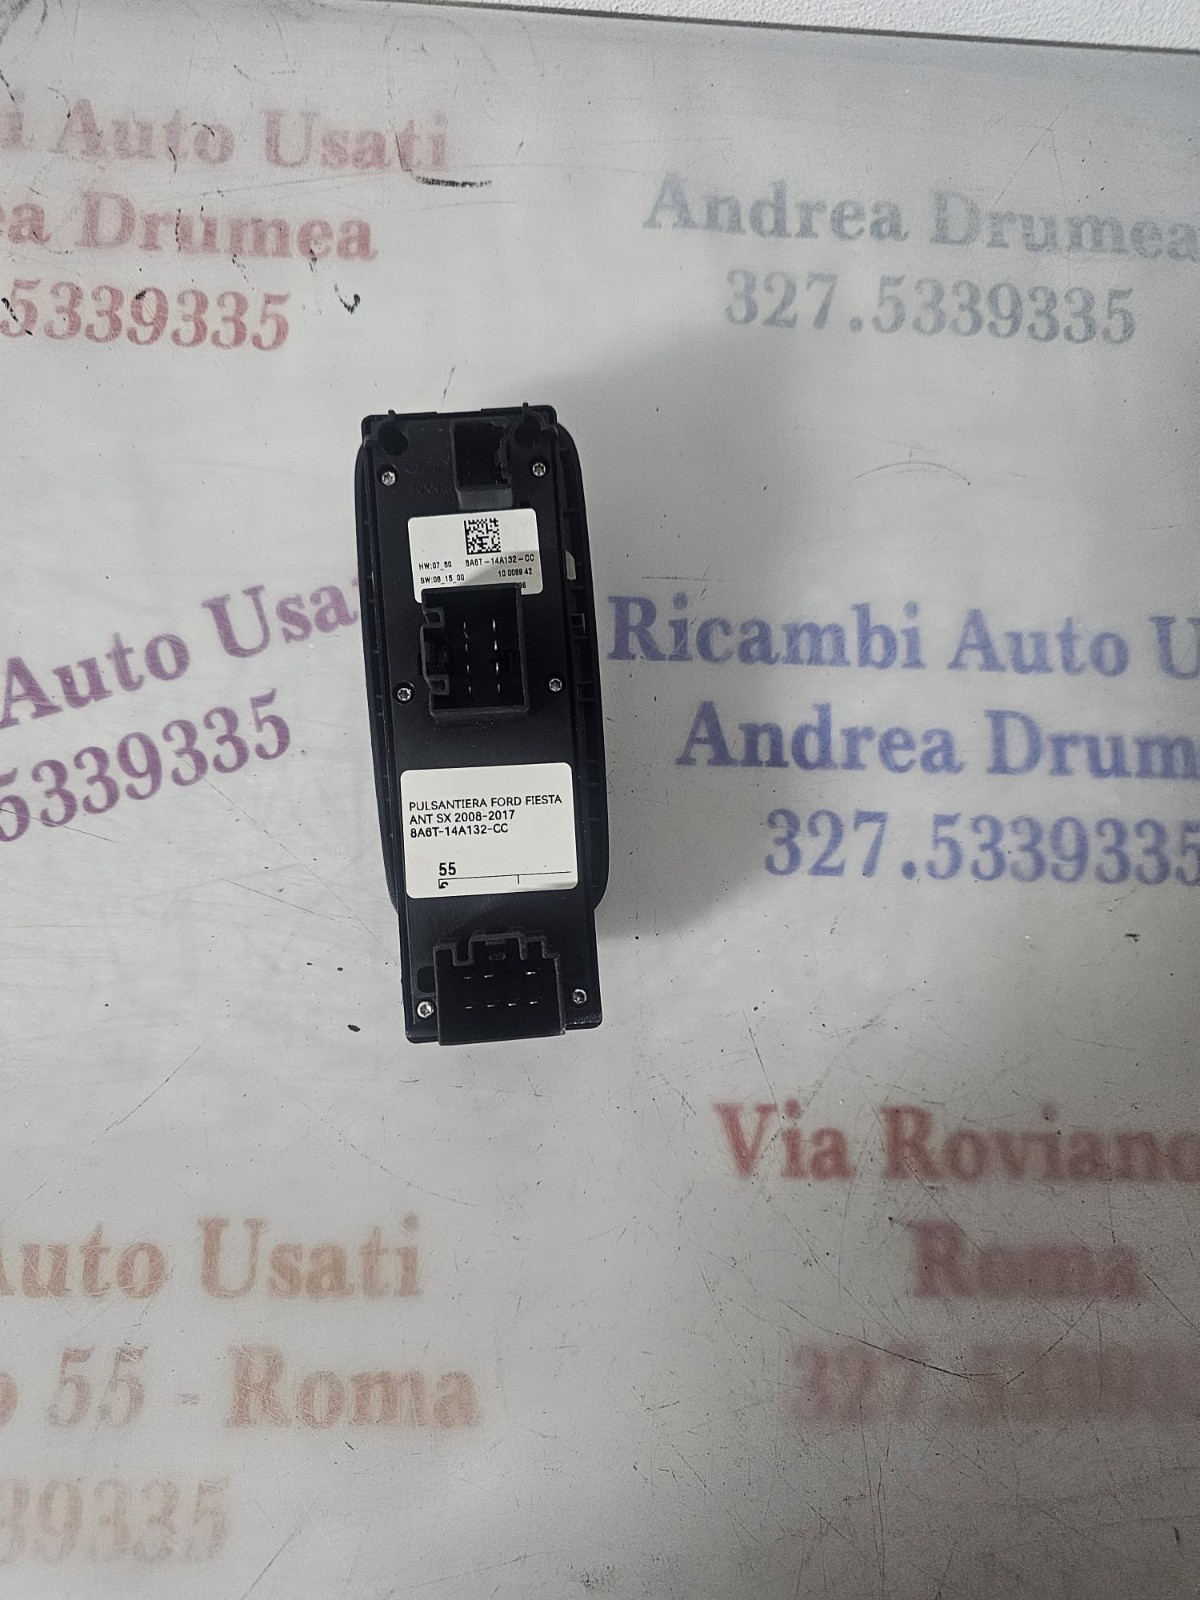 i Auto Usati
ea Drumea
5339335
Andrea Drumea
327.5339335
HW:07_50 8A6T-14A132-CC
SW:08_15_00 10 0089 42
Auto Usa
5339335
Ricambi Auto U
Andrea Drum
327.5339335
PULSANTIERA FORD FIESTA
ANT SX 2008-2017
8A6T-14A132-CC
55
Via Roviano
Roma
Auto Usati
o 55 - Roma
39335